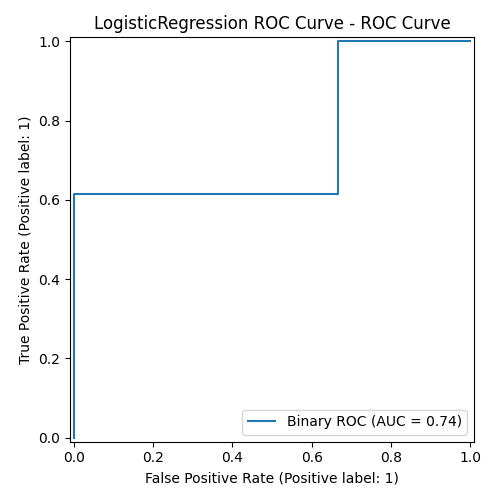 LogisticRegression ROC Curve - ROC Curve
True Positive Rate (Positive label: 1)
1.0
0.8
0.6
0.4
0.2
0.0
Binary ROC (AUC = 0.74)
0.0 0.2 0.4 0.6 0.8 1.0
False Positive Rate (Positive label: 1)